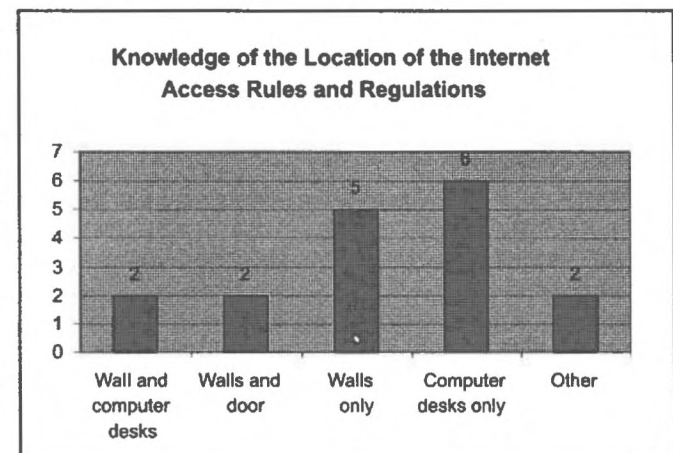 Knowledge of the Location of the Internet
Access Rules and Regulations
7
6
5
4
3
2
1
0
2
2
5
6
2
Wall and computer desks
Walls and door
Walls only
Computer desks only
Other